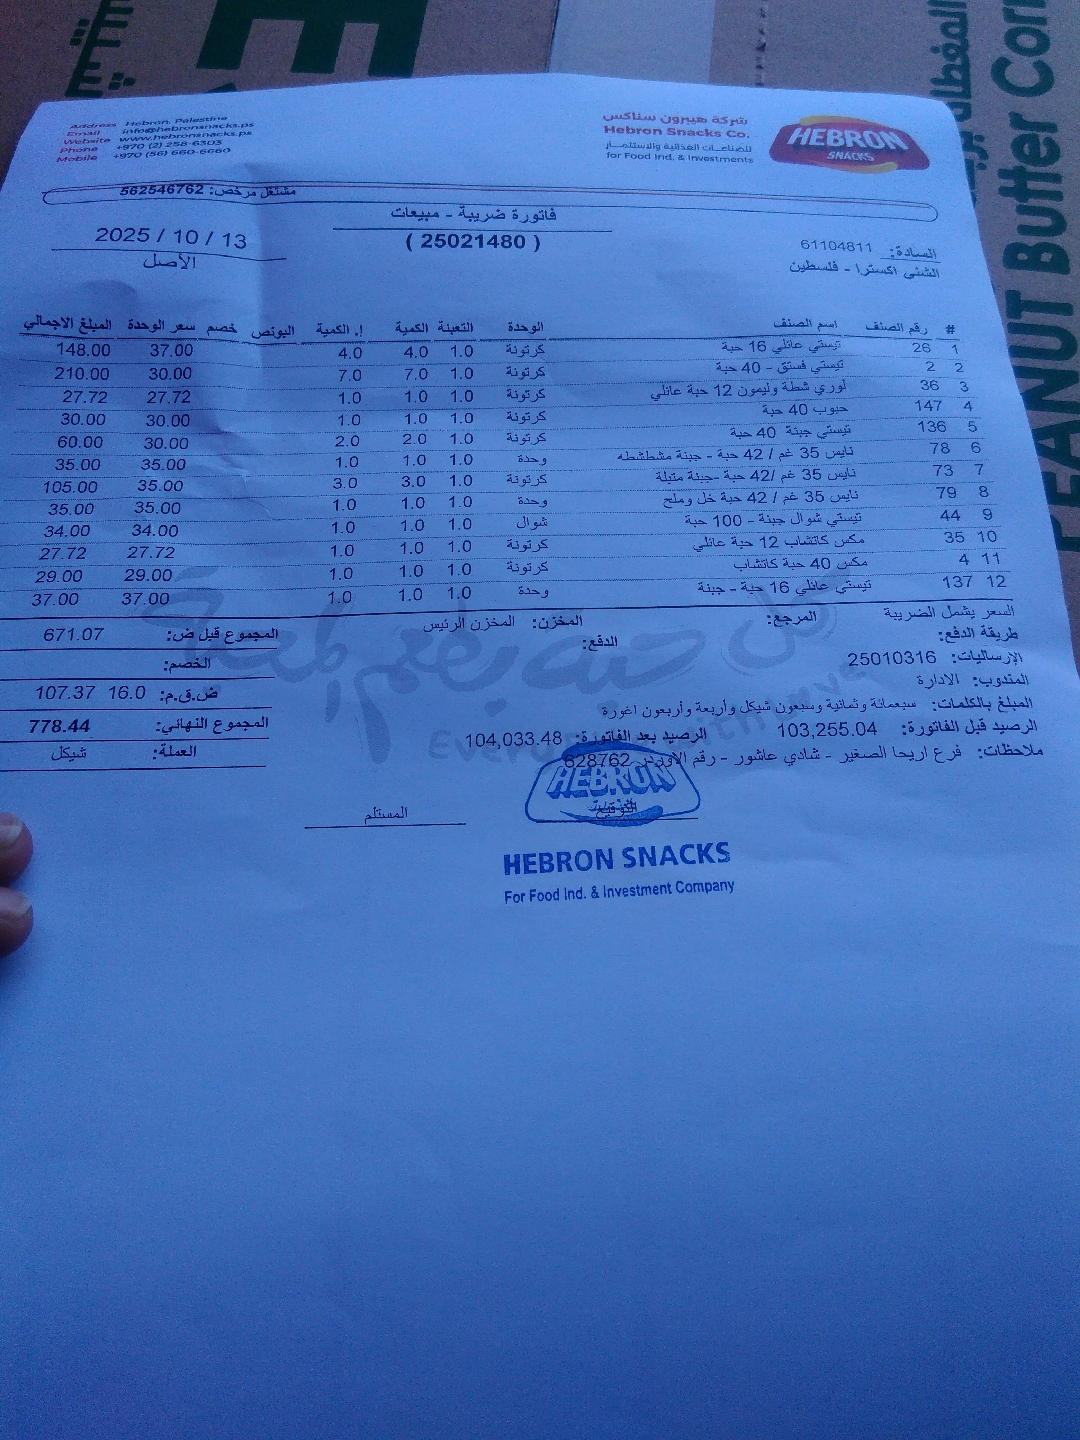 المغطاة
PEANUT Butter Corn
Address Hebron, Palestine
Email info@hebronsnacks.ps
Website www.hebronsnacks.ps
Phone +970 (2) 258-6303
Mobile +970 (56) 660-6660
شركة هيبرون سناكس
Hebron Snacks Co.
للصناعات الغذائية والاستثمار
for Food Ind. & Investments
HEBRON
SNACKS
مشتغل مرخص: 562546762
فاتورة ضريبة - مبيعات
( 25021480 )
2025 / 10 / 13
الأصل
السادة: 61104811
الشني اكسترا - فلسطين
# رقم الصنف اسم الصنف الوحدة التعبئة الكمية إ. الكمية البونص خصم سعر الوحدة المبلغ الاجمالي
1 26 تيستي عائلي 16 حبة كرتونة 1.0 4.0 4.0 37.00 148.00
2 2 تيستي فستق - 40 حبة كرتونة 1.0 7.0 7.0 30.00 210.00
3 36 لوري شطة وليمون 12 حبة عائلي كرتونة 1.0 1.0 1.0 27.72 27.72
4 147 حبوب 40 حبة كرتونة 1.0 1.0 1.0 30.00 30.00
5 136 تيستي جبنة 40 حبة كرتونة 1.0 2.0 2.0 30.00 60.00
6 78 نايس 35 غم / 42 حبة - جبنة مشطشطه وحدة 1.0 1.0 1.0 35.00 35.00
7 73 نايس 35 غم /42 حبة -جبنة متبلة كرتونة 1.0 3.0 3.0 35.00 105.00
8 79 نايس 35 غم / 42 حبة خل وملح وحدة 1.0 1.0 1.0 35.00 35.00
9 44 تيستي شوال جبنة - 100 حبة شوال 1.0 1.0 1.0 34.00 34.00
10 35 مكس كاتشاب 12 حبة عائلي كرتونة 1.0 1.0 1.0 27.72 27.72
11 4 مكس 40 حبة كاتشاب كرتونة 1.0 1.0 1.0 29.00 29.00
12 137 تيستي عائلي 16 حبة - جبنة وحدة 1.0 1.0 1.0 37.00 37.00
السعر يشمل الضريبة
المرجع:
المخزن: المخزن الرئيس
طريقة الدفع:
الدفع:
الإرساليات: 25010316
المندوب: الادارة
المبلغ بالكلمات: سبعمائة وثمانية وسبعون شيكل وأربعة وأربعون اغورة
الرصيد قبل الفاتورة: 103,255.04 الرصيد بعد الفاتورة: 104,033.48
ملاحظات: فرع اريحا الصغير - شادي عاشور - رقم الاوردر 628762
المجموع قبل ض: 671.07
الخصم:
ض.ق.م: 16.0 107.37
المجموع النهائي: 778.44
العملة: شيكل
التوقيع
المستلم
HEBRON
HEBRON SNACKS
For Food Ind. & Investment Company